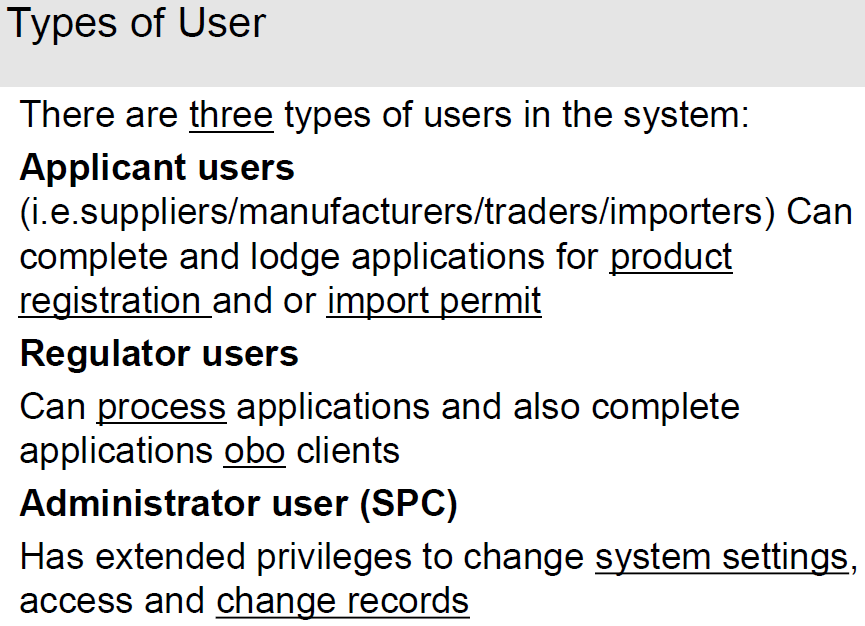 Types of User
There are three types of users in the system:
Applicant users
(i.e.suppliers/manufacturers/traders/importers) Can
complete and lodge applications for product
registration and or import permit
Regulator users
Can process applications and also complete
applications obo clients
Administrator user (SPC)
Has extended privileges to change system settings,
access and change records